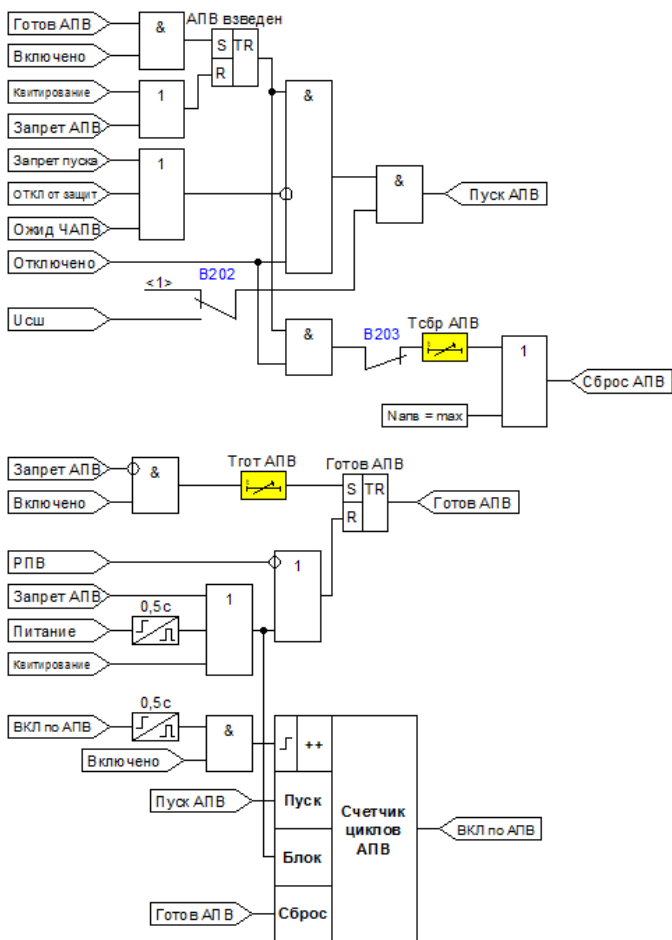 Готов АПВ
Включено
&
АПВ взведен
S TR
R
Квитирование
Запрет АПВ
1
&
Запрет пуска
ОТКЛ от защит
Ожид ЧАПВ
1
&
Пуск АПВ
Отключено
<1>
B202
Uсш
&
B203
Тсбр АПВ
1
Сброс АПВ
Nапв = max
Запрет АПВ
Включено
&
Тгот АПВ
Готов АПВ
S TR
R
Готов АПВ
РПВ
1
Запрет АПВ
Питание
0,5с
Квитирование
1
ВКЛ по АПВ
0,5с
Включено
&
++
Пуск АПВ
Пуск
Счетчик
циклов
АПВ
ВКЛ по АПВ
Блок
Готов АПВ
Сброс